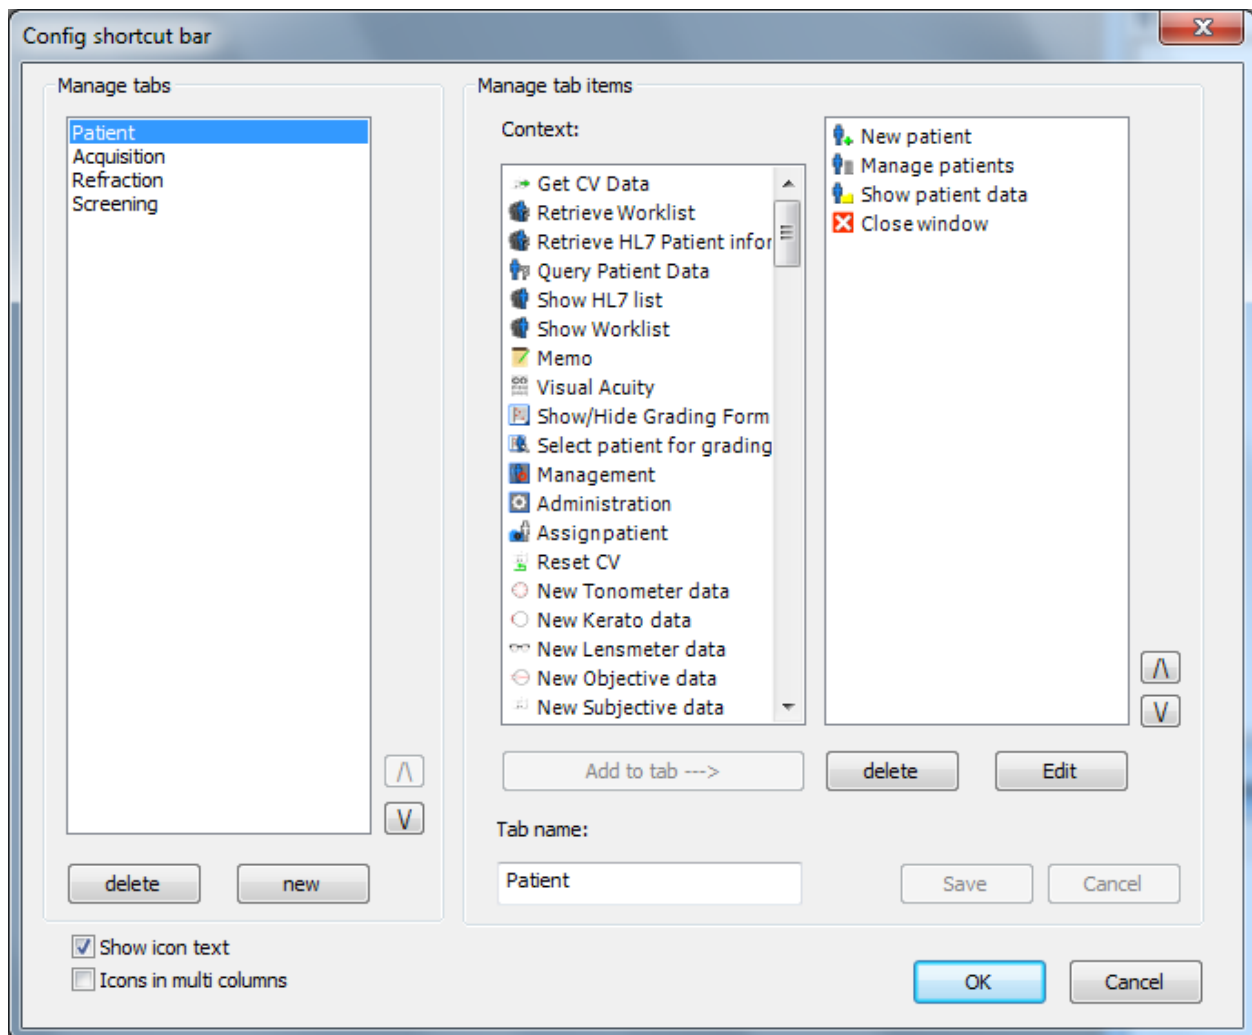 Config shortcut bar
Manage tabs
Patient
Acquisition
Refraction
Screening
/\
V
delete
new
Manage tab items
Context:
Get CV Data
Retrieve Worklist
Retrieve HL7 Patient infor
Query Patient Data
Show HL7 list
Show Worklist
Memo
Visual Acuity
Show/Hide Grading Form
Select patient for grading
Management
Administration
Assign patient
Reset CV
New Tonometer data
New Kerato data
New Lensmeter data
New Objective data
New Subjective data
New patient
Manage patients
Show patient data
Close window
/\
V
Add to tab --->
delete
Edit
Tab name:
Patient
Save
Cancel
Show icon text
Icons in multi columns
OK
Cancel